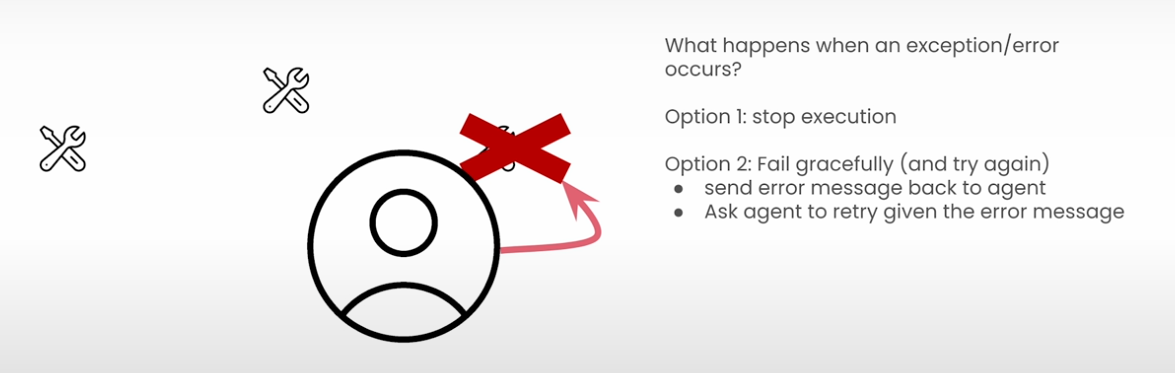 What happens when an exception/error
occurs?
Option 1: stop execution
Option 2: Fail gracefully (and try again)
● send error message back to agent
● Ask agent to retry given the error message